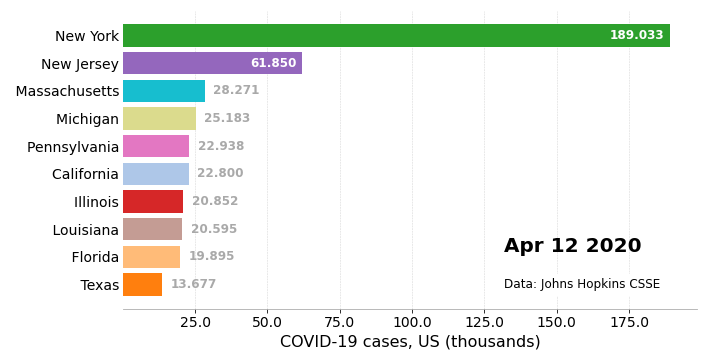 New York 189.033
New Jersey 61.850
Massachusetts 28.271
Michigan 25.183
Pennsylvania 22.938
California 22.800
Illinois 20.852
Louisiana 20.595
Florida 19.895
Texas 13.677
Apr 12 2020
Data: Johns Hopkins CSSE
25.0 50.0 75.0 100.0 125.0 150.0 175.0
COVID-19 cases, US (thousands)